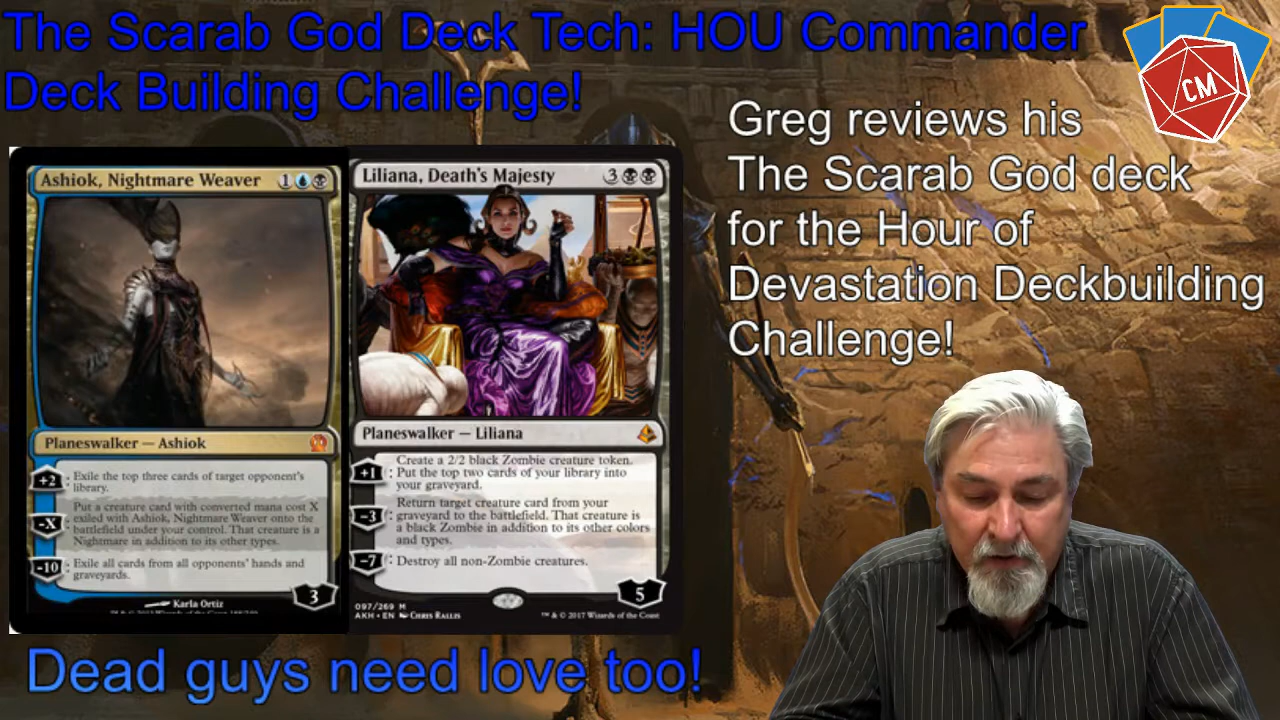 The Scarab God Deck Tech: HOU Commander
Deck Building Challenge!
CM
Greg reviews his
The Scarab God deck
for the Hour of
Devastation Deckbuilding
Challenge!
Ashiok, Nightmare Weaver 1
Planeswalker — Ashiok
+2: Exile the top three cards of target opponent's
library.
-X: Put a creature card with converted mana cost X
exiled with Ashiok, Nightmare Weaver onto the
battlefield under your control. That creature is a
Nightmare in addition to its other types.
-10: Exile all cards from all opponents' hands and
graveyards.
3
Karla Ortiz
Liliana, Death's Majesty 3
Planeswalker — Liliana
+1: Create a 2/2 black Zombie creature token.
Put the top two cards of your library into
your graveyard.
-3: Return target creature card from your
graveyard to the battlefield. That creature is
a black Zombie in addition to its other colors
and types.
-7: Destroy all non-Zombie creatures.
5
097/269 M
AKH • EN Chris Rallis
™ & © 2017 Wizards of the Coast
Dead guys need love too!